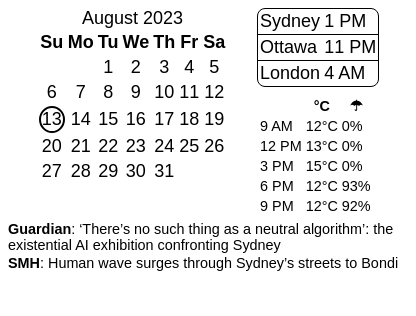 August 2023
Su Mo Tu We Th Fr Sa
1 2 3 4 5
6 7 8 9 10 11 12
13 14 15 16 17 18 19
20 21 22 23 24 25 26
27 28 29 30 31
Sydney 1 PM
Ottawa 11 PM
London 4 AM
°C ☂
9 AM 12°C 0%
12 PM 13°C 0%
3 PM 15°C 0%
6 PM 12°C 93%
9 PM 12°C 92%
Guardian: ‘There’s no such thing as a neutral algorithm’: the
existential AI exhibition confronting Sydney
SMH: Human wave surges through Sydney’s streets to Bondi